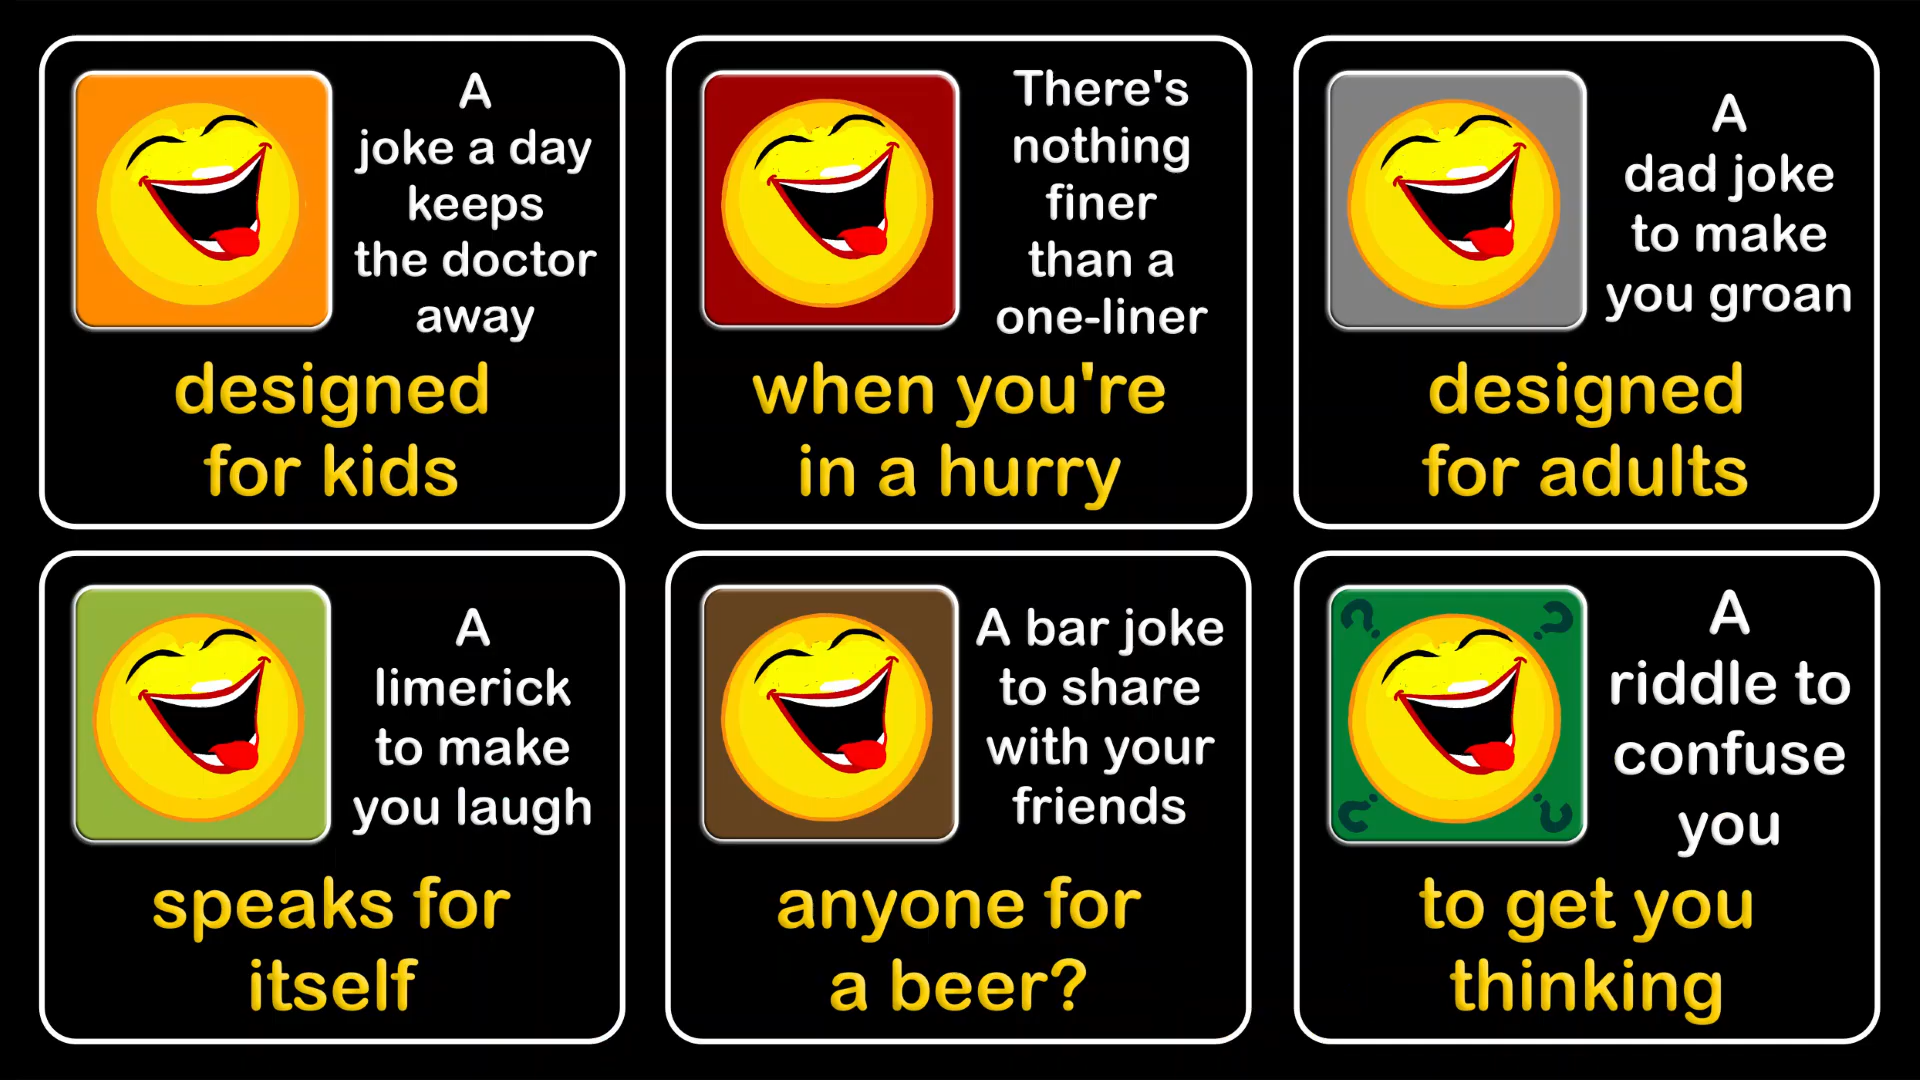 A
joke a day
keeps
the doctor
away
designed
for kids
There's
nothing
finer
than a
one-liner
when you're
in a hurry
A
dad joke
to make
you groan
designed
for adults
A
limerick
to make
you laugh
speaks for
itself
A bar joke
to share
with your
friends
anyone for
a beer?
? ?
? ?
A
riddle to
confuse
you
to get you
thinking